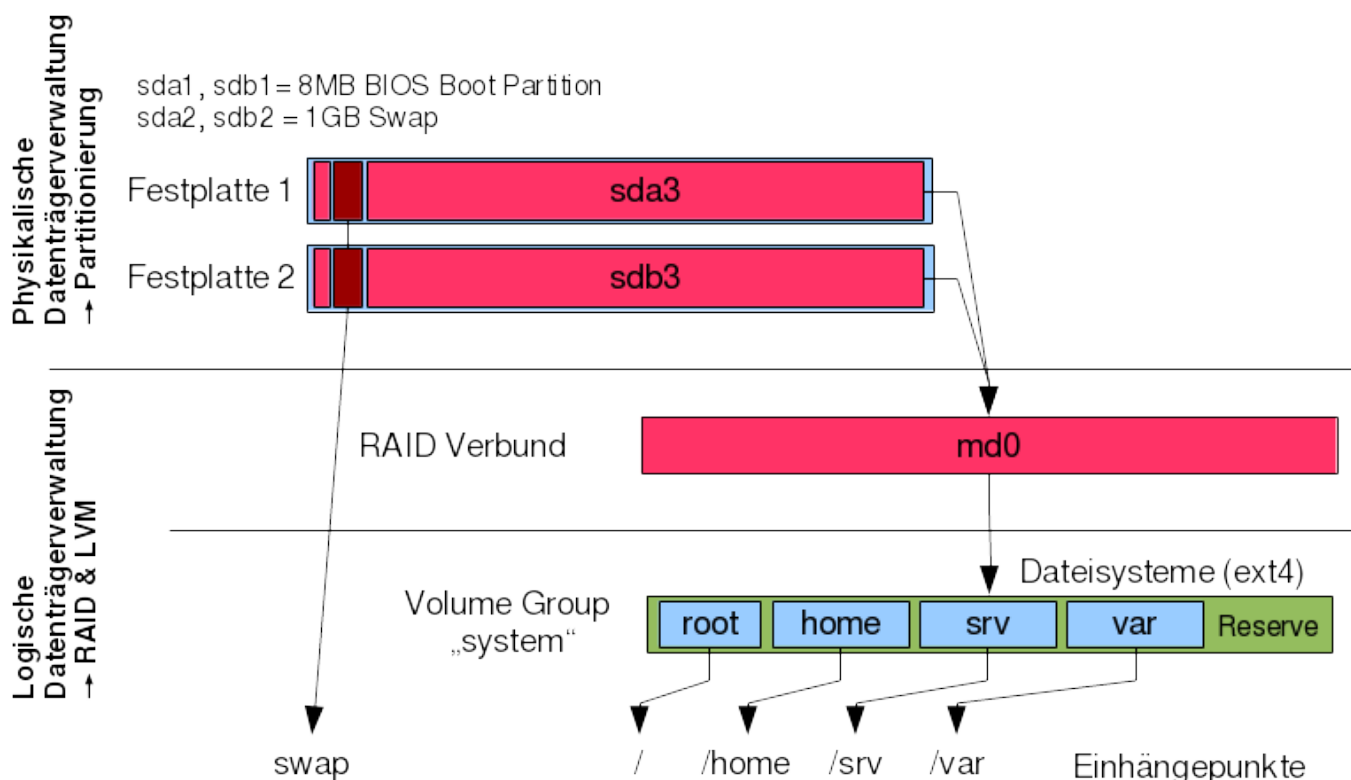 sda1, sdb1 = 8MB BIOS Boot Partition
sda2, sdb2 = 1GB Swap
Physikalische
Datenträgerverwaltung
→ Partitionierung
Festplatte 1
sda3
Festplatte 2
sdb3
Logische
Datenträgerverwaltung
→ RAID & LVM
RAID Verbund
md0
Dateisysteme (ext4)
Volume Group
„system“
root
home
srv
var
Reserve
swap
/
/home
/srv
/var
Einhängepunkte